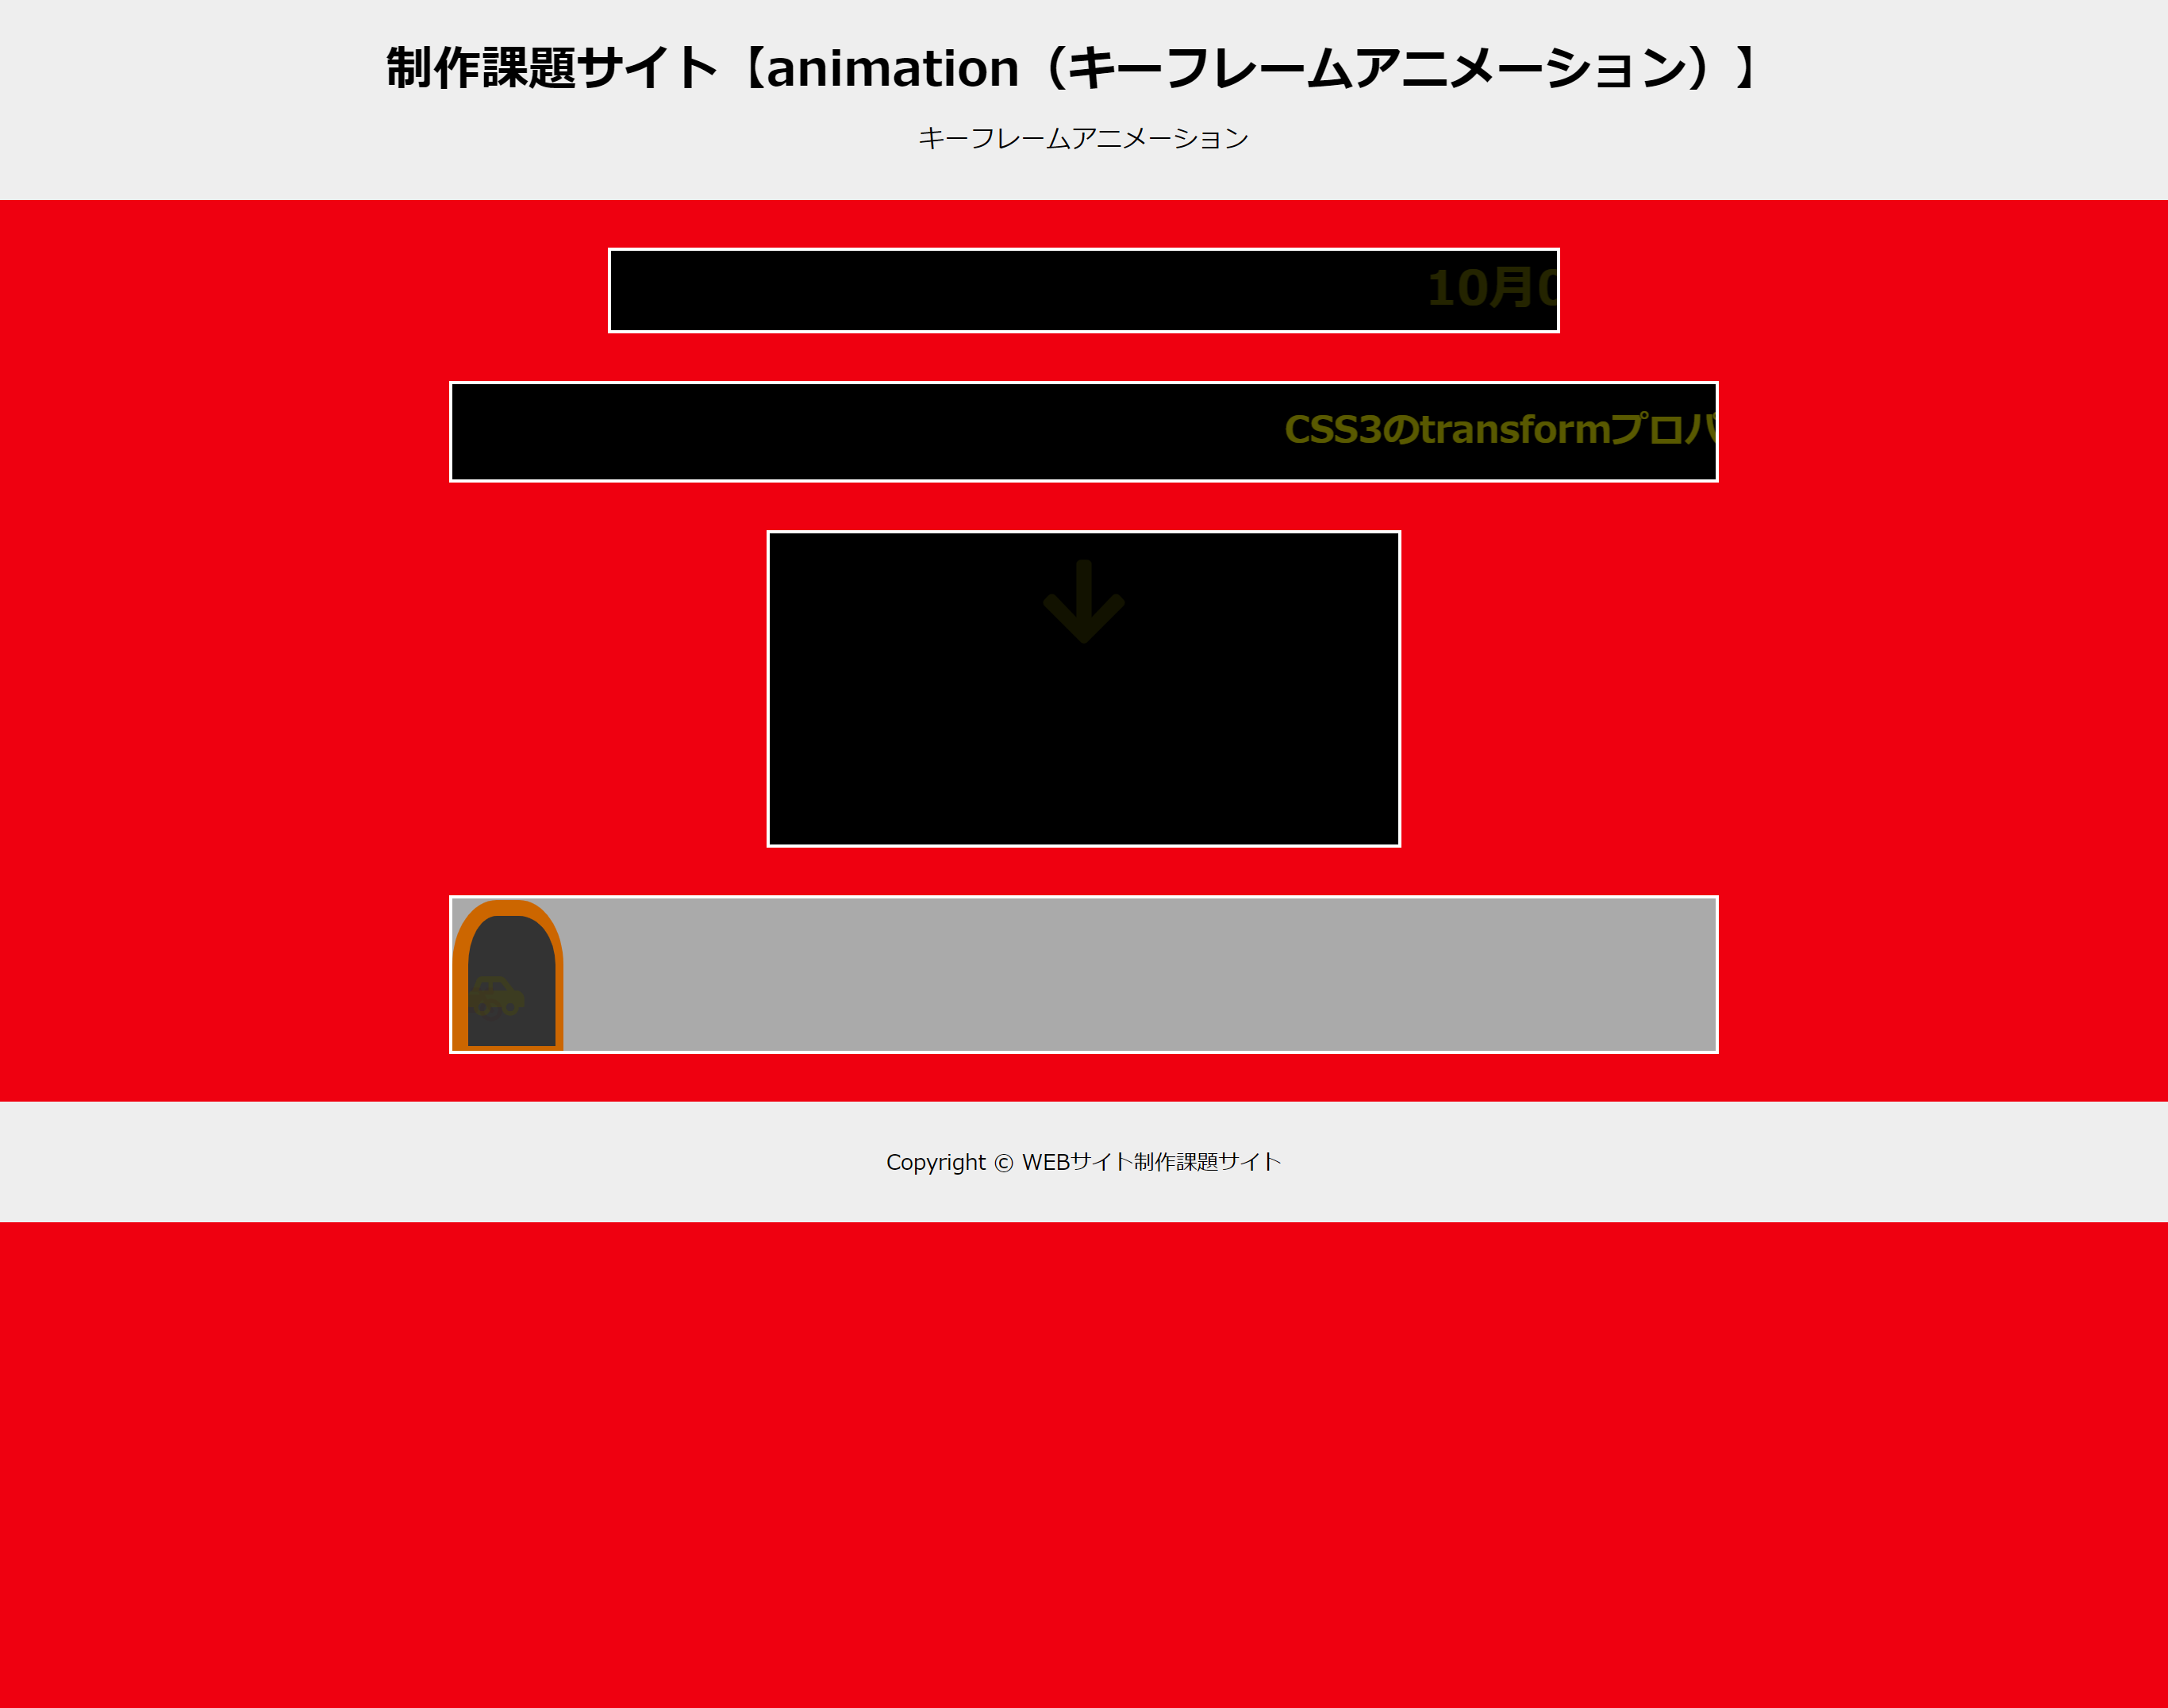 制作課題サイト【animation（キーフレームアニメーション）】
キーフレームアニメーション
10月0
CSS3のtransformプロパ
Copyright © WEBサイト制作課題サイト